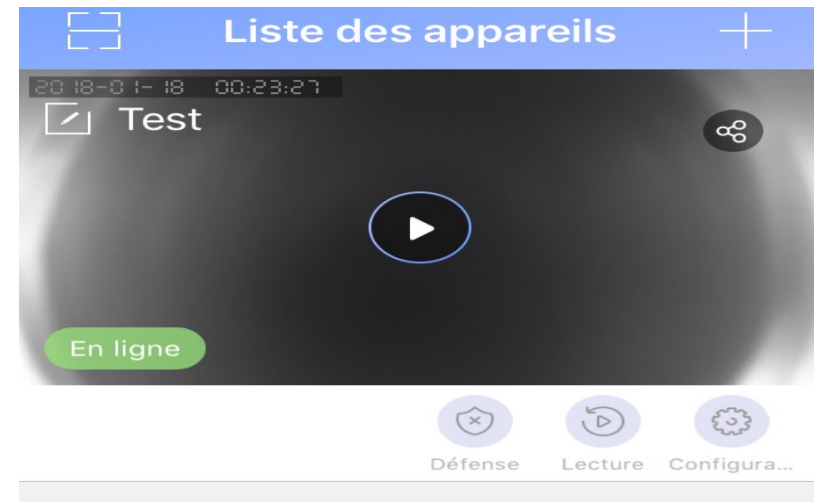 Liste des appareils
2018-01-18 00:23:27
Test
En ligne
Défense Lecture Configura...